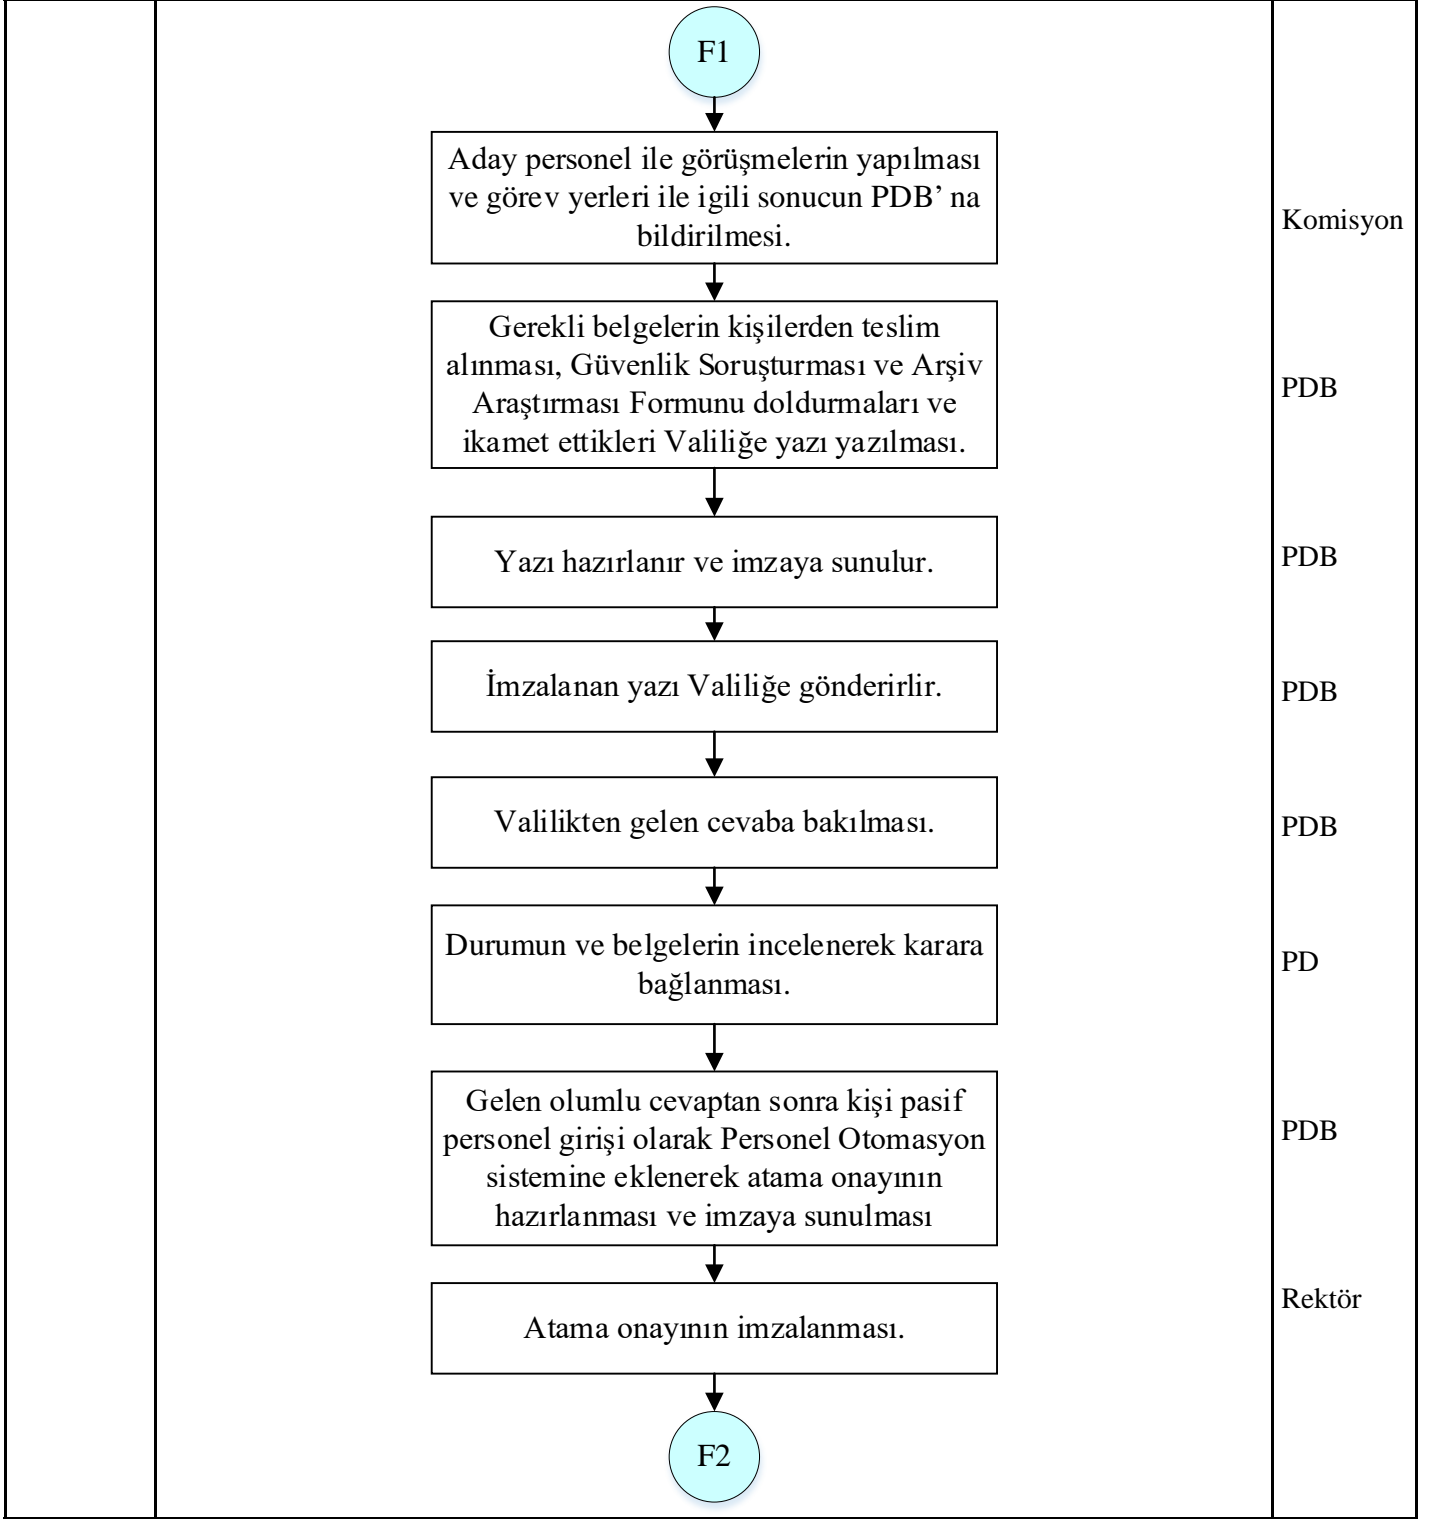 F1
Aday personel ile görüşmelerin yapılması
ve görev yerleri ile igili sonucun PDB’ na
bildirilmesi.
Komisyon
Gerekli belgelerin kişilerden teslim
alınması, Güvenlik Soruşturması ve Arşiv
Araştırması Formunu doldurmaları ve
ikamet ettikleri Valiliğe yazı yazılması.
PDB
Yazı hazırlanır ve imzaya sunulur.
PDB
İmzalanan yazı Valiliğe gönderirlir.
PDB
Valilikten gelen cevaba bakılması.
PDB
Durumun ve belgelerin incelenerek karara
bağlanması.
PD
Gelen olumlu cevaptan sonra kişi pasif
personel girişi olarak Personel Otomasyon
sistemine eklenerek atama onayının
hazırlanması ve imzaya sunulması
PDB
Atama onayının imzalanması.
Rektör
F2